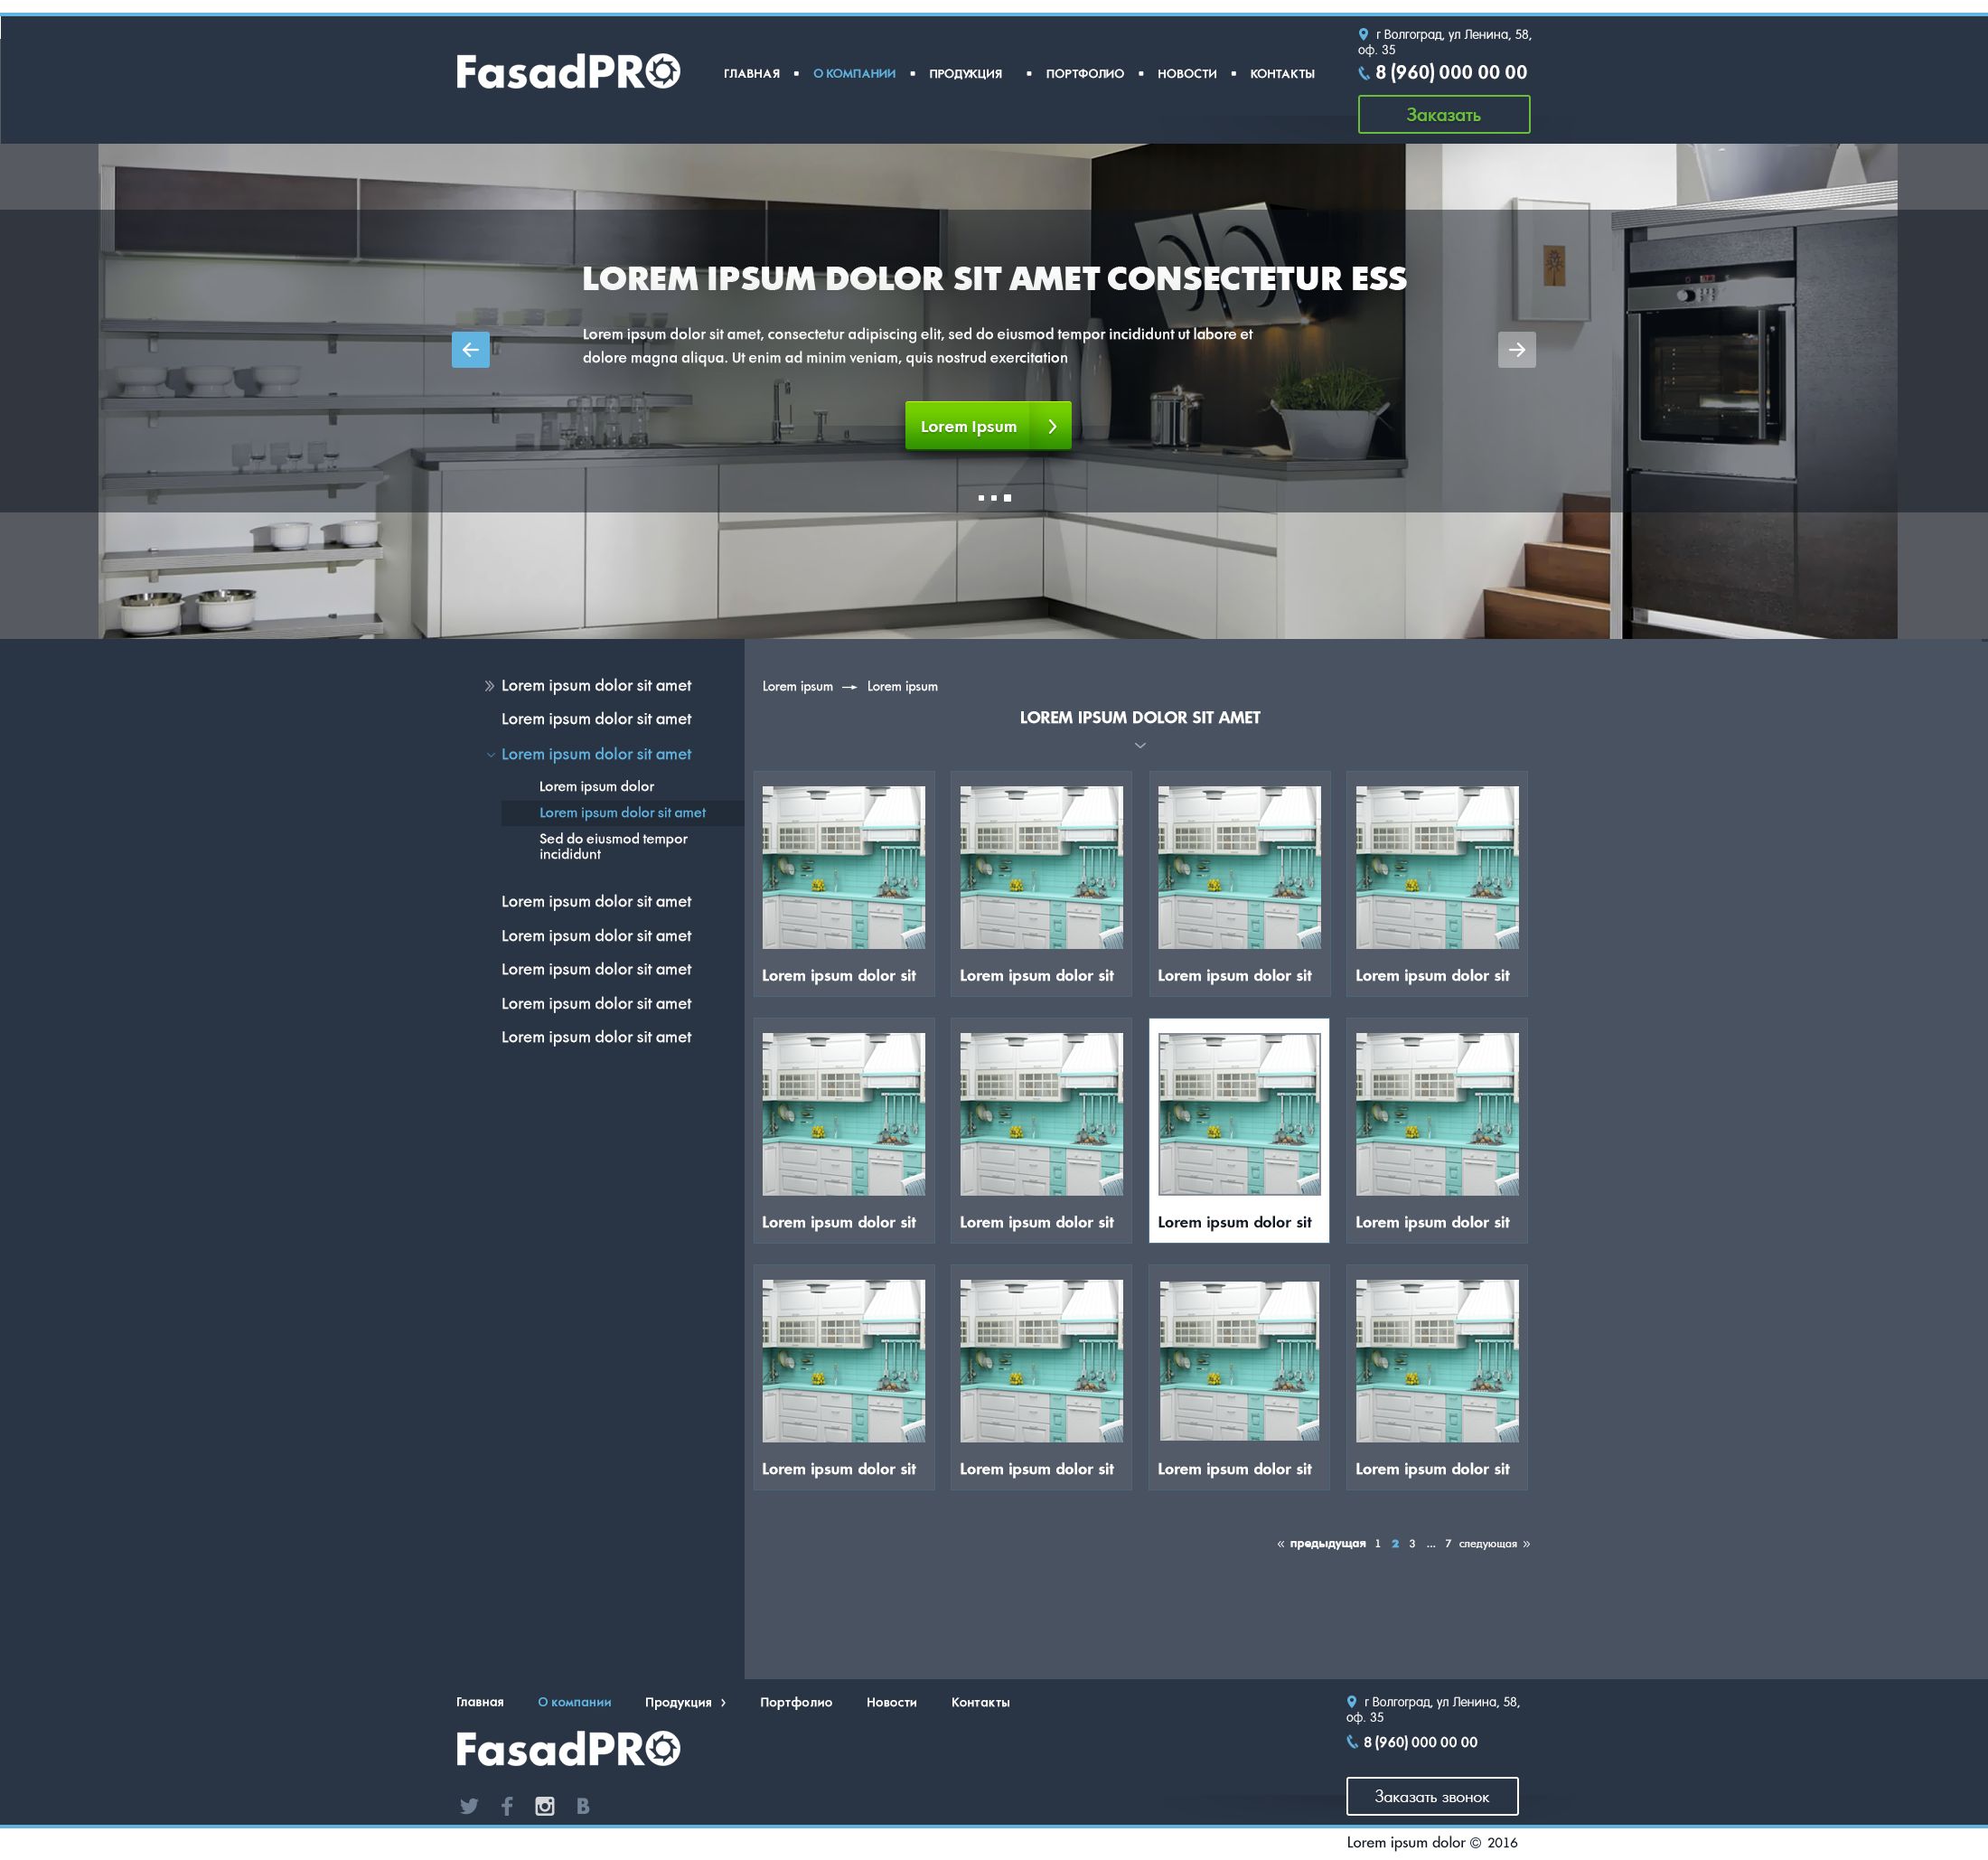 г Волгоград, ул Ленина, 58,
оф. 35
FasadPRO
ГЛАВНАЯ О КОМПАНИИ ПРОДУКЦИЯ ПОРТФОЛИО НОВОСТИ КОНТАКТЫ
8 (960) 000 00 00
Заказать
LOREM IPSUM DOLOR SIT AMET CONSECTETUR ESS
Lorem ipsum dolor sit amet, consectetur adipiscing elit, sed do eiusmod tempor incididunt ut labore et
dolore magna aliqua. Ut enim ad minim veniam, quis nostrud exercitation
Lorem Ipsum
Lorem ipsum dolor sit amet
Lorem ipsum dolor sit amet
Lorem ipsum dolor sit amet
Lorem ipsum dolor
Lorem ipsum dolor sit amet
Sed do eiusmod tempor
incididunt
Lorem ipsum dolor sit amet
Lorem ipsum dolor sit amet
Lorem ipsum dolor sit amet
Lorem ipsum dolor sit amet
Lorem ipsum dolor sit amet
Lorem ipsum → Lorem ipsum
LOREM IPSUM DOLOR SIT AMET
Lorem ipsum dolor sit Lorem ipsum dolor sit Lorem ipsum dolor sit Lorem ipsum dolor sit
Lorem ipsum dolor sit Lorem ipsum dolor sit Lorem ipsum dolor sit Lorem ipsum dolor sit
Lorem ipsum dolor sit Lorem ipsum dolor sit Lorem ipsum dolor sit Lorem ipsum dolor sit
« предыдущая 1 2 3 ... 7 следующая »
Главная О компании Продукция › Портфолио Новости Контакты
FasadPRO
г Волгоград, ул Ленина, 58,
оф. 35
8 (960) 000 00 00
Заказать звонок
Lorem ipsum dolor © 2016